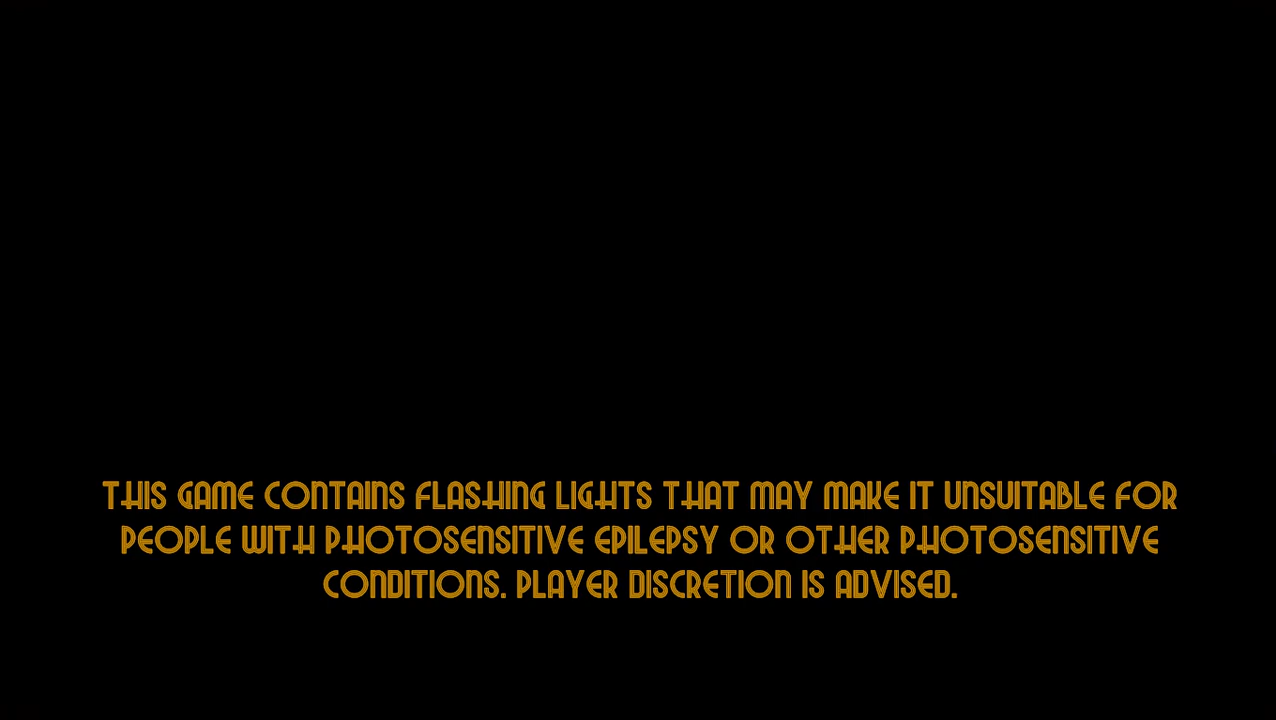 THIS GAME CONTAINS FLASHING LIGHTS THAT MAY MAKE IT UNSUITABLE FOR
PEOPLE WITH PHOTOSENSITIVE EPILEPSY OR OTHER PHOTOSENSITIVE
CONDITIONS. PLAYER DISCRETION IS ADVISED.